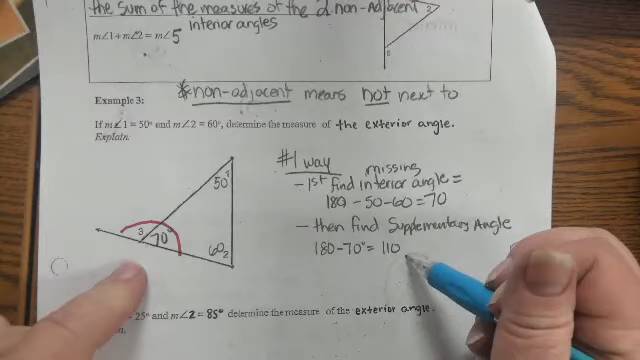 the sum of the measures of the 2 non-Adjacent
interior angles
m∠1 + m∠2 = m∠5
2
6
*non-adjacent means not next to
Example 3:
If m∠1 = 50° and m∠2 = 60°, determine the measure of the exterior angle.
Explain.
#1 way
missing
-1st find interior angle =
180 - 50 - 60 = 70
- then find Supplementary Angle
180 - 70° = 110
50°
1
3
70°
60
2
- 25° and m∠2 = 85° determine the measure of the exterior angle.